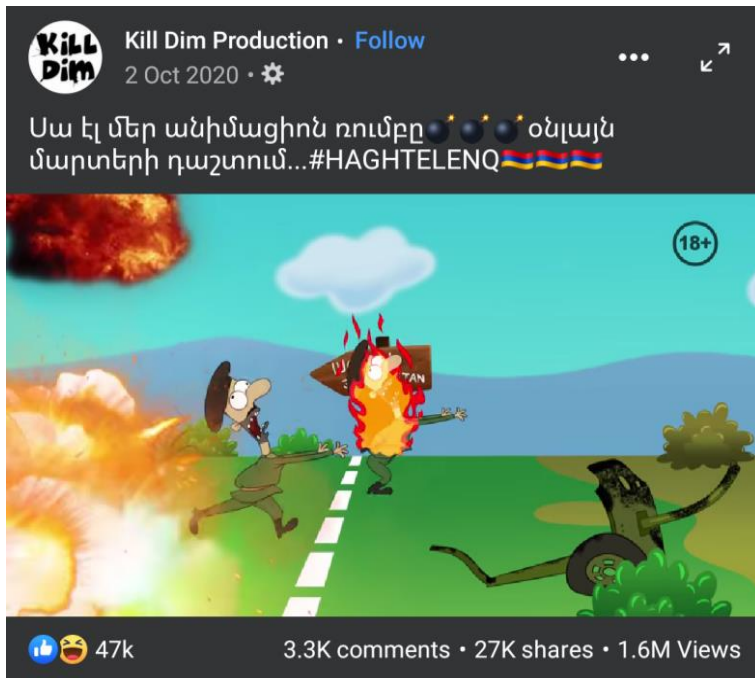 KiLL
Dim
Kill Dim Production · Follow
2 Oct 2020 ·
Սա էլ մեր անիմացիոն ռումբը💣💣💣օնլայն
մարտերի դաշտում...#HAGHTELENQ🇦🇲🇦🇲🇦🇲
18+
TAN
47k
3.3K comments · 27K shares · 1.6M Views